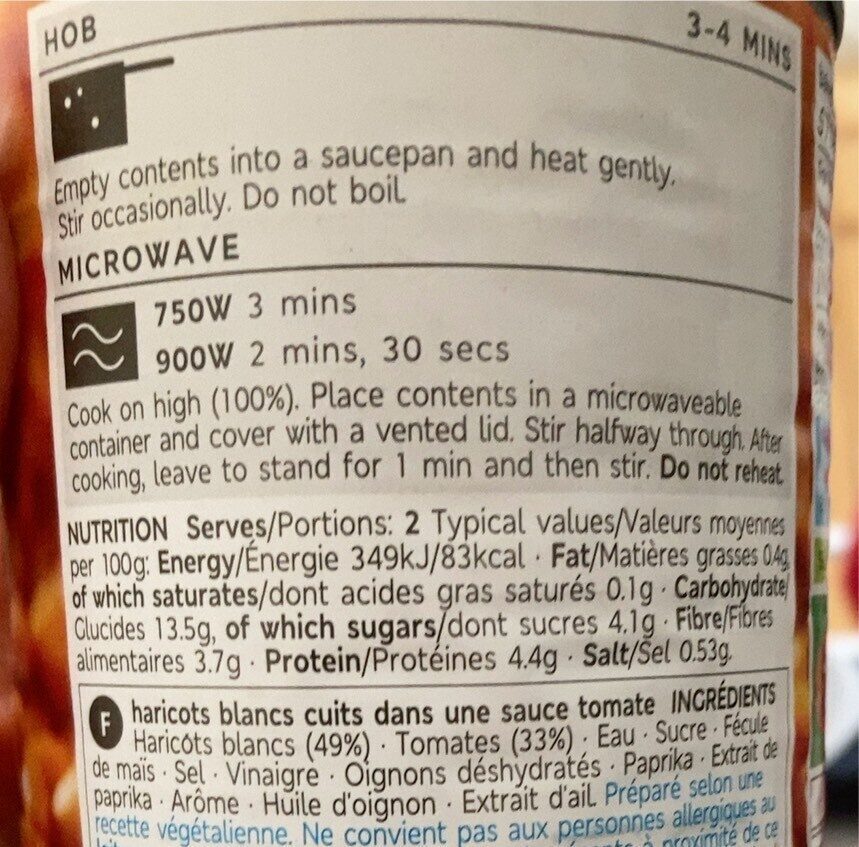 HOB 3-4 MINS
Empty contents into a saucepan and heat gently.
Stir occasionally. Do not boil.
MICROWAVE
750W 3 mins
900W 2 mins, 30 secs
Cook on high (100%). Place contents in a microwaveable
container and cover with a vented lid. Stir halfway through. After
cooking, leave to stand for 1 min and then stir. Do not reheat.
NUTRITION Serves/Portions: 2 Typical values/Valeurs moyennes
per 100g: Energy/Énergie 349kJ/83kcal · Fat/Matières grasses 0.4g,
of which saturates/dont acides gras saturés 0.1g · Carbohydrate/
Glucides 13.5g, of which sugars/dont sucres 4.1g · Fibre/Fibres
alimentaires 3.7g · Protein/Protéines 4.4g · Salt/Sel 0.53g.
F haricots blancs cuits dans une sauce tomate INGRÉDIENTS
Haricots blancs (49%) · Tomates (33%) · Eau · Sucre · Fécule
de maïs · Sel · Vinaigre · Oignons déshydratés · Paprika · Extrait de
paprika · Arôme · Huile d'oignon · Extrait d'ail. Préparé selon une
recette végétalienne. Ne convient pas aux personnes allergiques au
à proximité de ce